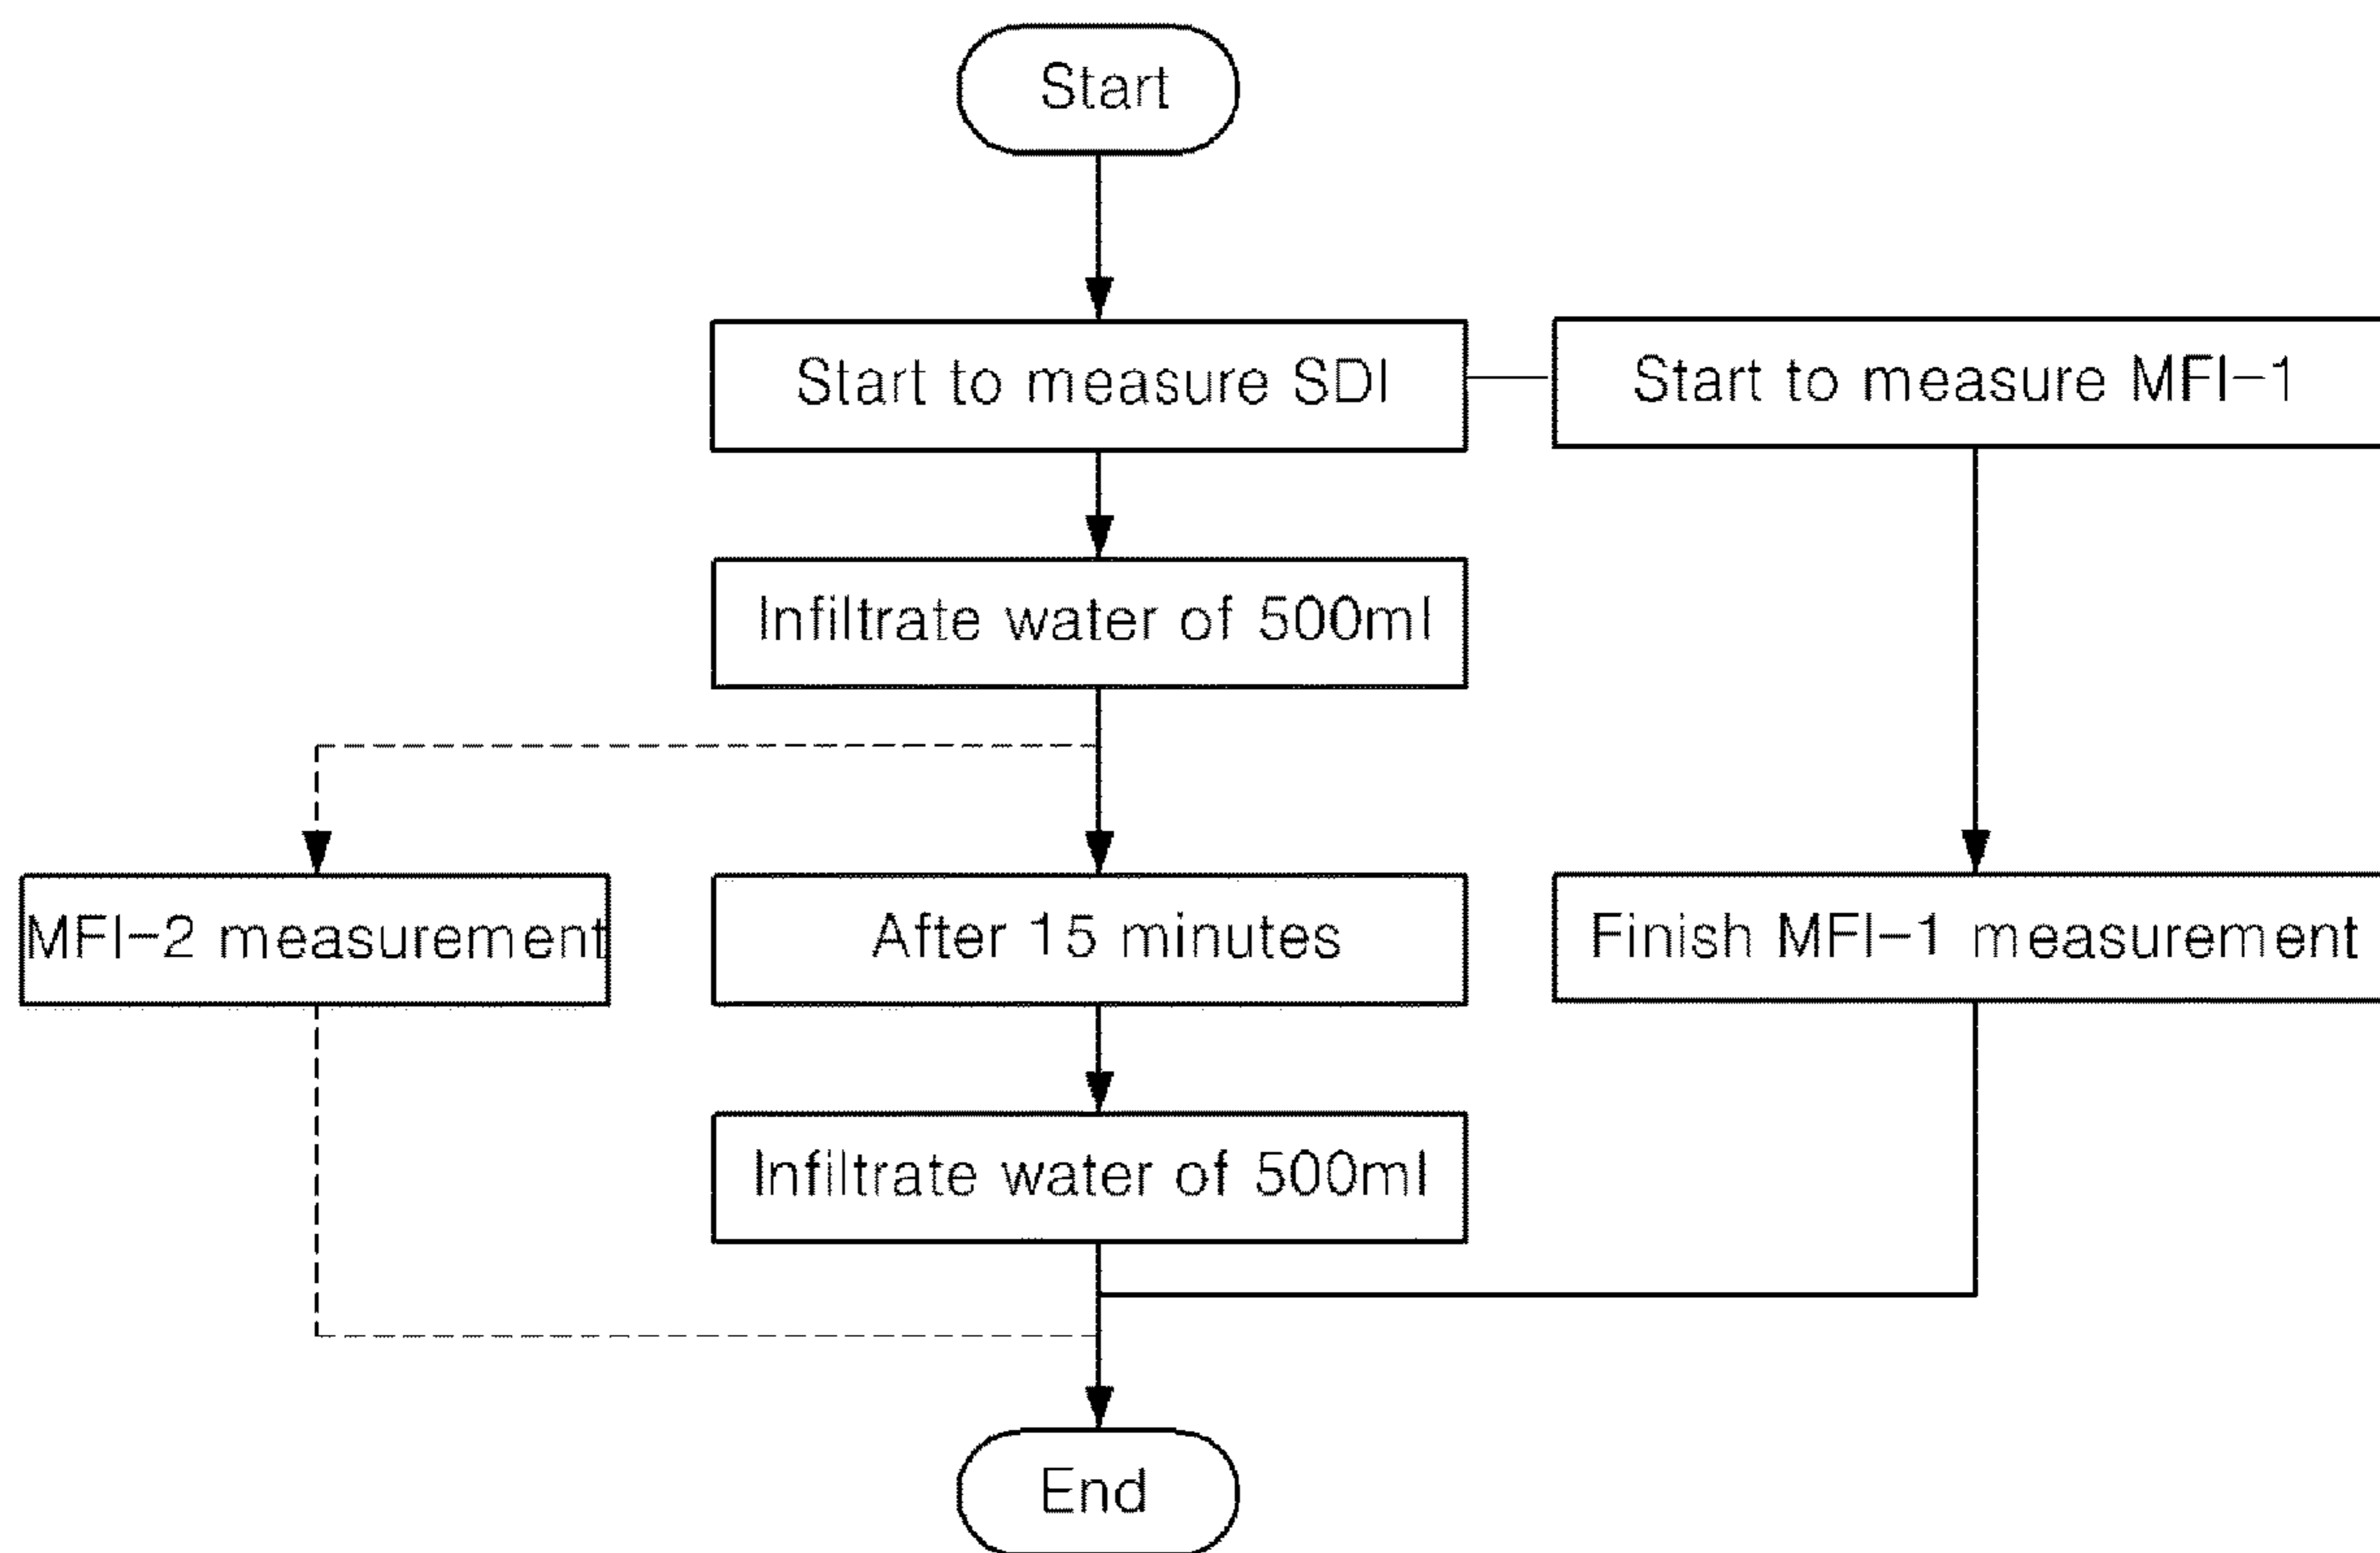 Start
Start to measure SDI
Start to measure MFI-1
Infiltrate water of 500ml
MFI-2 measurement
After 15 minutes
Finish MFI-1 measurement
Infiltrate water of 500ml
End